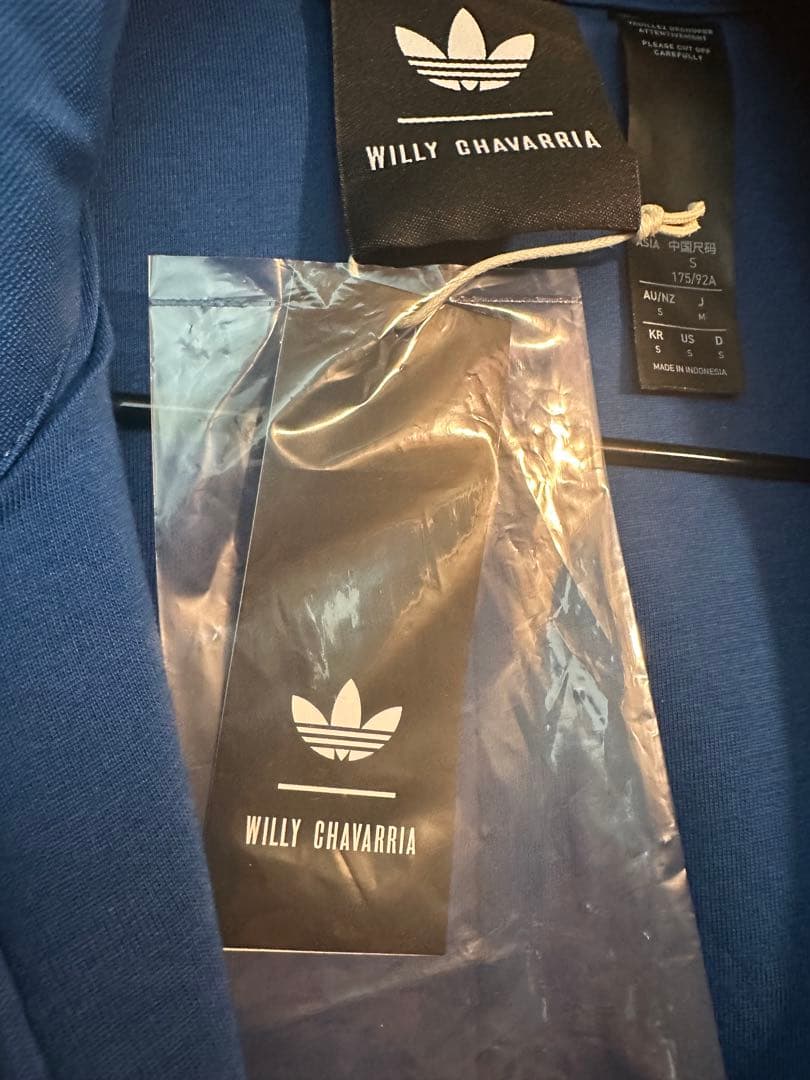 WILLY CHAVARRIA
ATTENTIVEMENT
PLEASE CUT OFF
CAREFULLY
ASIA 中国尺码
S
175/92A
AU/NZ J
S M
KR US D
S S S
MADE IN INDONESIA
WILLY CHAVARRIA